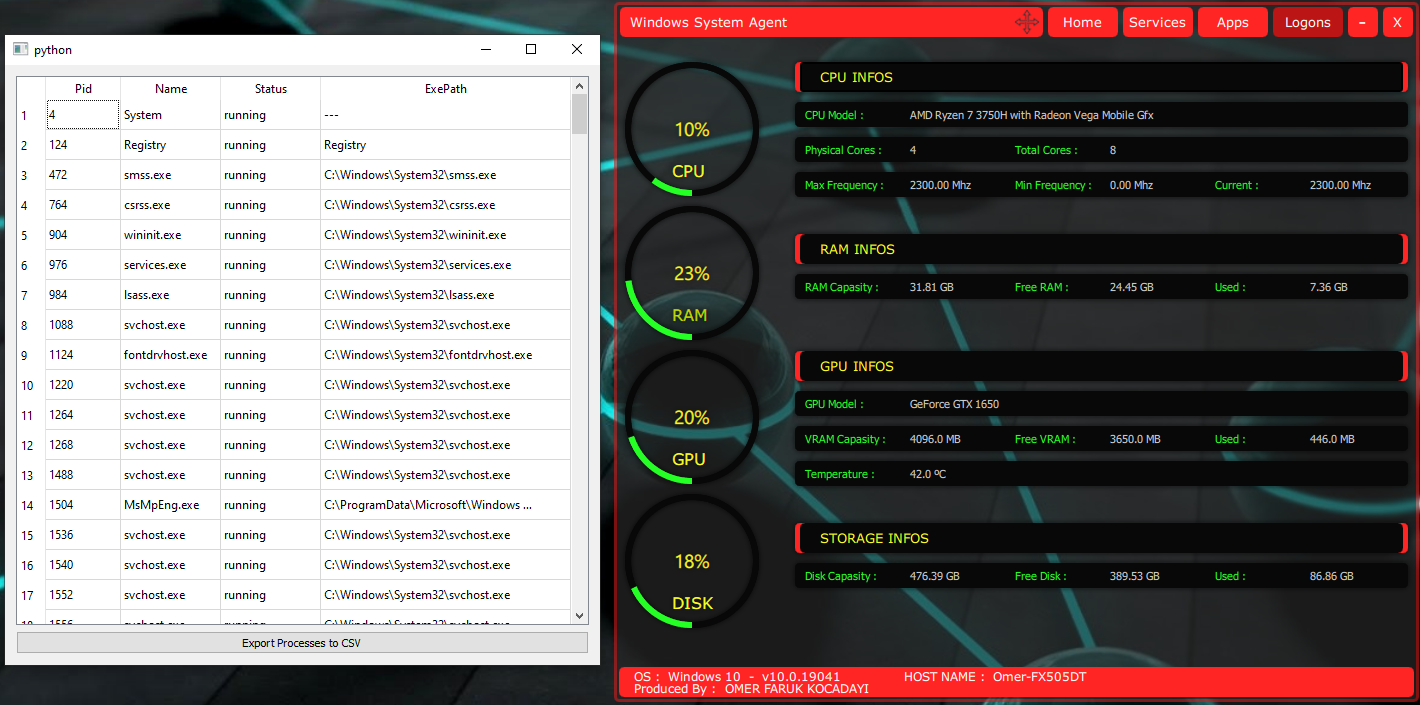 python
Pid Name Status ExePath
1 4 System running ---
2 124 Registry running Registry
3 472 smss.exe running C:\Windows\System32\smss.exe
4 764 csrss.exe running C:\Windows\System32\csrss.exe
5 904 wininit.exe running C:\Windows\System32\wininit.exe
6 976 services.exe running C:\Windows\System32\services.exe
7 984 lsass.exe running C:\Windows\System32\lsass.exe
8 1088 svchost.exe running C:\Windows\System32\svchost.exe
9 1124 fontdrvhost.exe running C:\Windows\System32\fontdrvhost.exe
10 1220 svchost.exe running C:\Windows\System32\svchost.exe
11 1264 svchost.exe running C:\Windows\System32\svchost.exe
12 1268 svchost.exe running C:\Windows\System32\svchost.exe
13 1488 svchost.exe running C:\Windows\System32\svchost.exe
14 1504 MsMpEng.exe running C:\ProgramData\Microsoft\Windows ...
15 1536 svchost.exe running C:\Windows\System32\svchost.exe
16 1540 svchost.exe running C:\Windows\System32\svchost.exe
17 1552 svchost.exe running C:\Windows\System32\svchost.exe
Export Processes to CSV
Windows System Agent Home Services Apps Logons - X
10%
CPU
23%
RAM
20%
GPU
18%
DISK
CPU INFOS
CPU Model : AMD Ryzen 7 3750H with Radeon Vega Mobile Gfx
Physical Cores : 4 Total Cores : 8
Max Frequency : 2300.00 Mhz Min Frequency : 0.00 Mhz Current : 2300.00 Mhz
RAM INFOS
RAM Capasity : 31.81 GB Free RAM : 24.45 GB Used : 7.36 GB
GPU INFOS
GPU Model : GeForce GTX 1650
VRAM Capasity : 4096.0 MB Free VRAM : 3650.0 MB Used : 446.0 MB
Temperature : 42.0 ºC
STORAGE INFOS
Disk Capasity : 476.39 GB Free Disk : 389.53 GB Used : 86.86 GB
OS : Windows 10 - v10.0.19041 HOST NAME : Omer-FX505DT
Produced By : OMER FARUK KOCADAYI